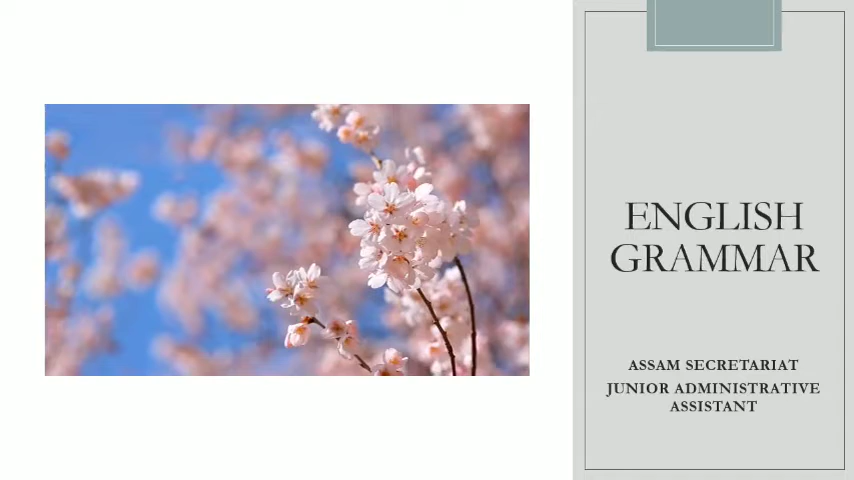 ENGLISH
GRAMMAR
ASSAM SECRETARIAT
JUNIOR ADMINISTRATIVE
ASSISTANT